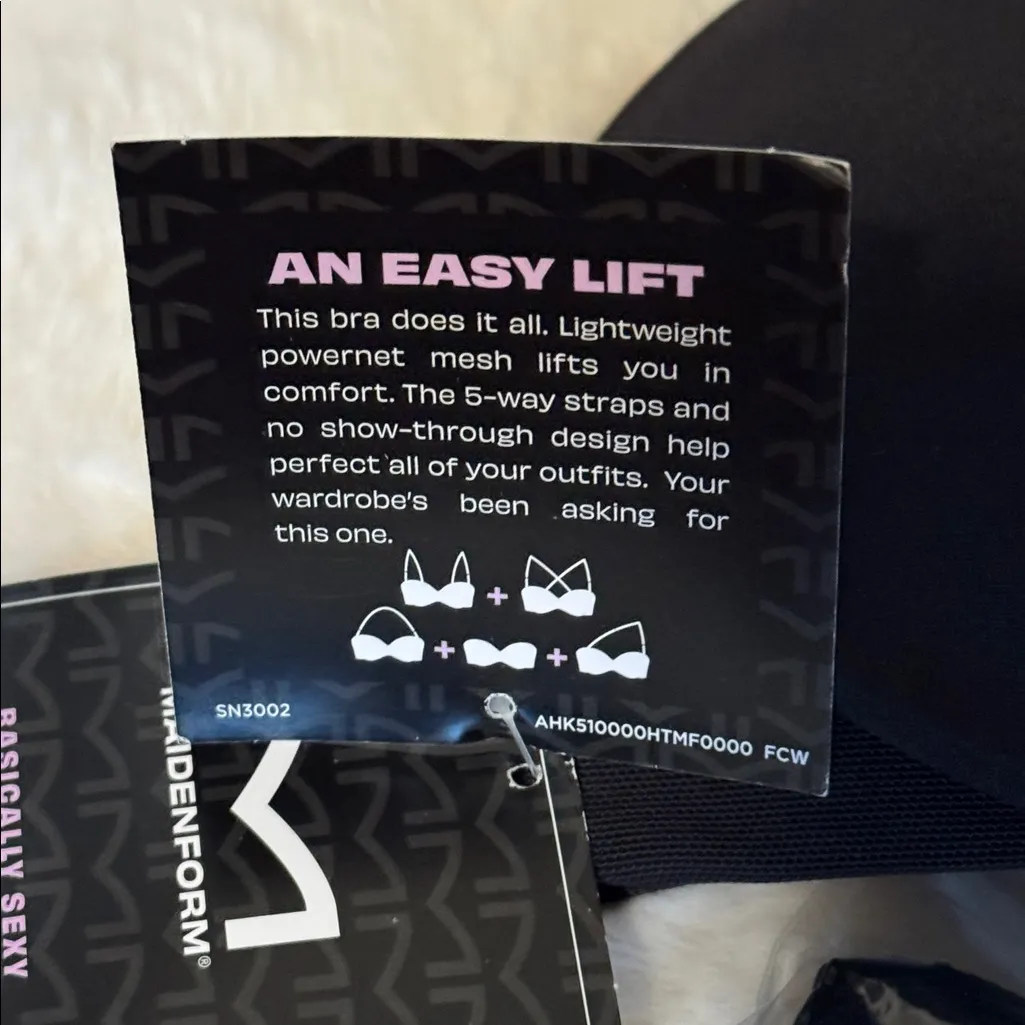 AN EASY LIFT
This bra does it all. Lightweight
powernet mesh lifts you in
comfort. The 5-way straps and
no show-through design help
perfect all of your outfits. Your
wardrobe's been asking for
this one.
+
+ +
SN3002
AHK510000HTMF0000 FCW
MAIDENFORM®
BASICALLY SEXY